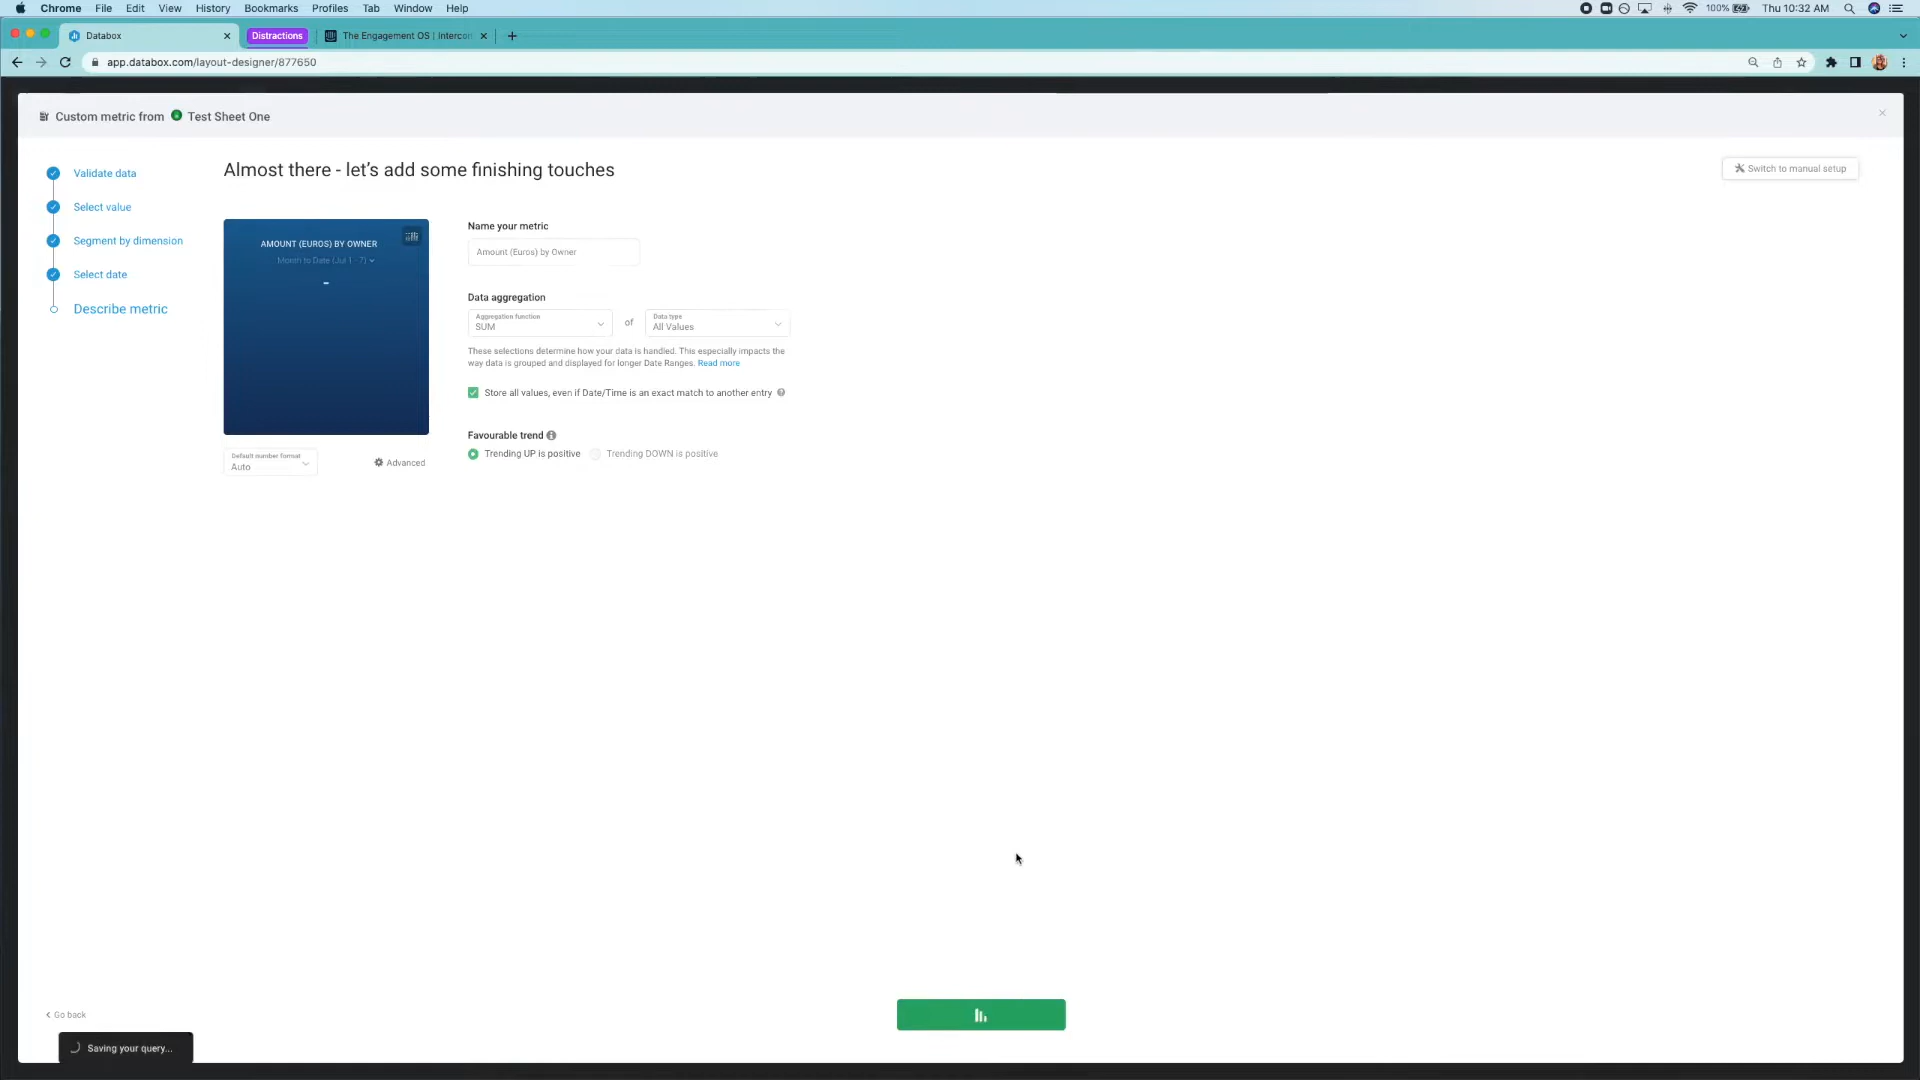 Chrome File Edit View History Bookmarks Profiles Tab Window Help 100% Thu 10:32 AM
Databox Distractions The Engagement OS | Intercom
app.databox.com/layout-designer/877650
Custom metric from Test Sheet One
Validate data
Select value
Segment by dimension
Select date
Describe metric
Almost there - let's add some finishing touches
Switch to manual setup
AMOUNT (EUROS) BY OWNER
Month to Date (Jul 1 - 7)
-
Default number format
Auto
Advanced
Name your metric
Amount (Euros) by Owner
Data aggregation
Aggregation function
SUM
of
Data type
All Values
These selections determine how your data is handled. This especially impacts the
way data is grouped and displayed for longer Date Ranges. Read more
Store all values, even if Date/Time is an exact match to another entry
Favourable trend
Trending UP is positive Trending DOWN is positive
Go back
Saving your query...